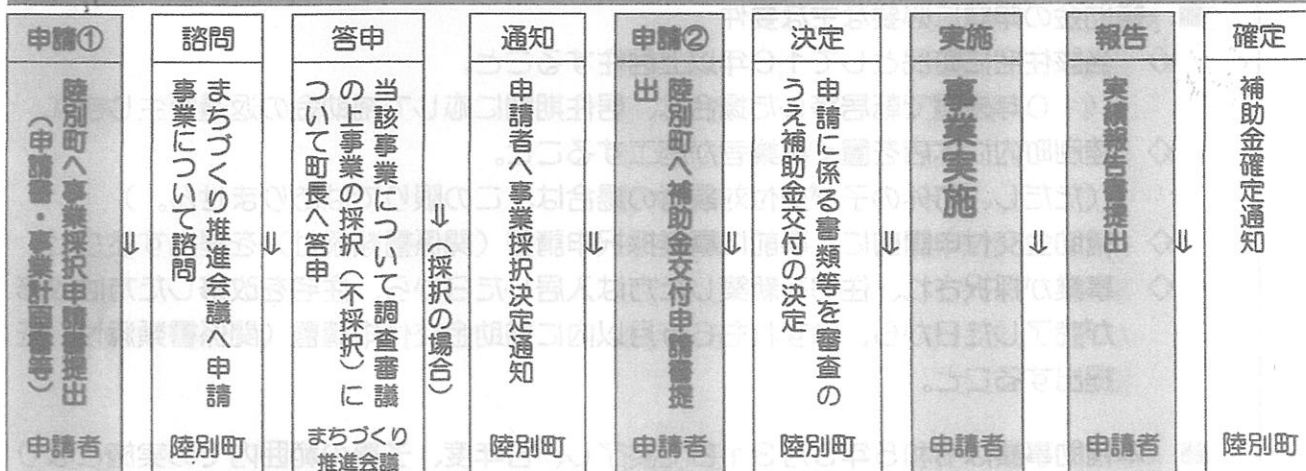 申請①
陸別町へ事業採択申請書提出
（申請書・事業計画書等）
申請者
⇒
諮問
まちづくり推進会議へ申請
事業について諮問
陸別町
⇒
答申
当該事業について調査審議
の上事業の採択（不採択）に
ついて町長へ答申
まちづくり
推進会議
⇒（採択の場合）
通知
申請者へ事業採択決定通知
陸別町
⇒
申請②
陸別町へ補助金交付申請書提
出
申請者
⇒
決定
申請に係る書類等を審査の
うえ補助金交付の決定
陸別町
⇒
実施
事業実施
申請者
⇒
報告
実績報告書提出
申請者
⇒
確定
補助金確定通知
陸別町